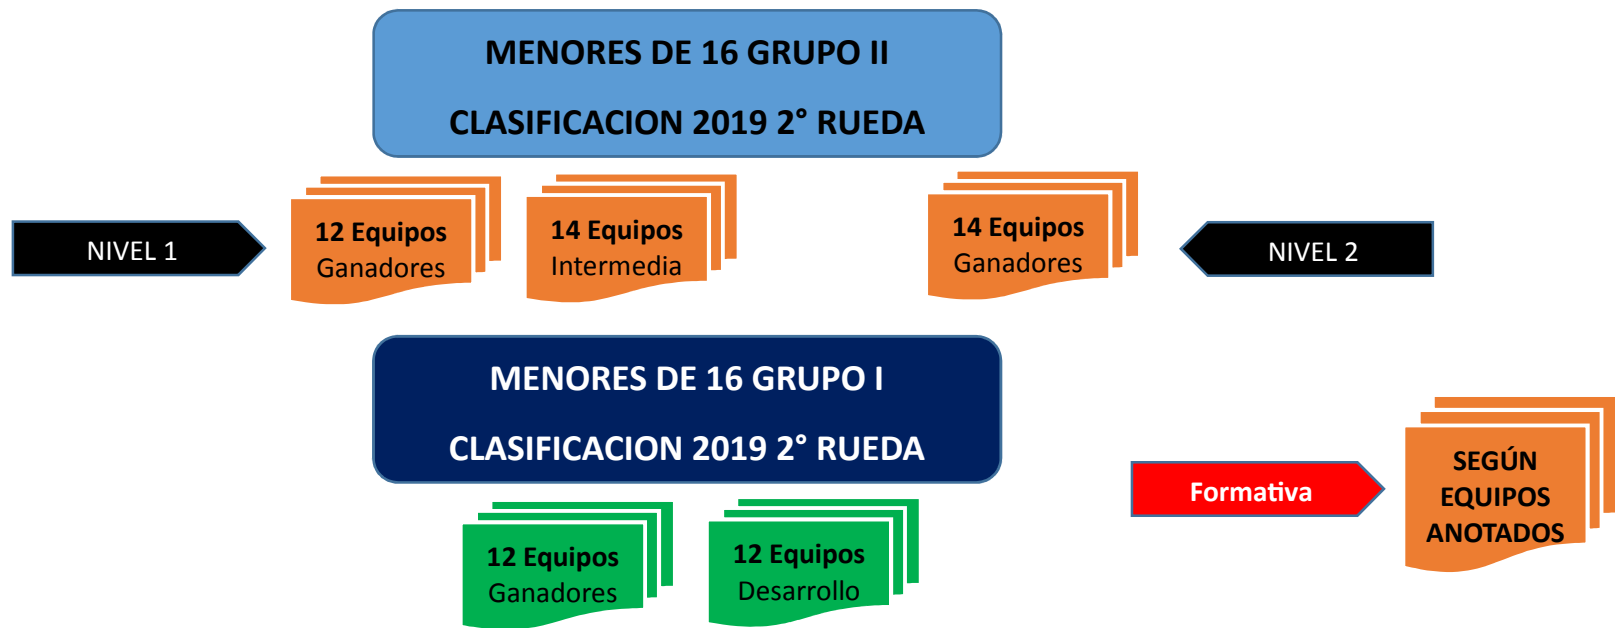 MENORES DE 16 GRUPO II
CLASIFICACION 2019 2° RUEDA
NIVEL 1
12 Equipos
Ganadores
14 Equipos
Intermedia
14 Equipos
Ganadores
NIVEL 2
MENORES DE 16 GRUPO I
CLASIFICACION 2019 2° RUEDA
12 Equipos
Ganadores
12 Equipos
Desarrollo
Formativa
SEGÚN
EQUIPOS
ANOTADOS